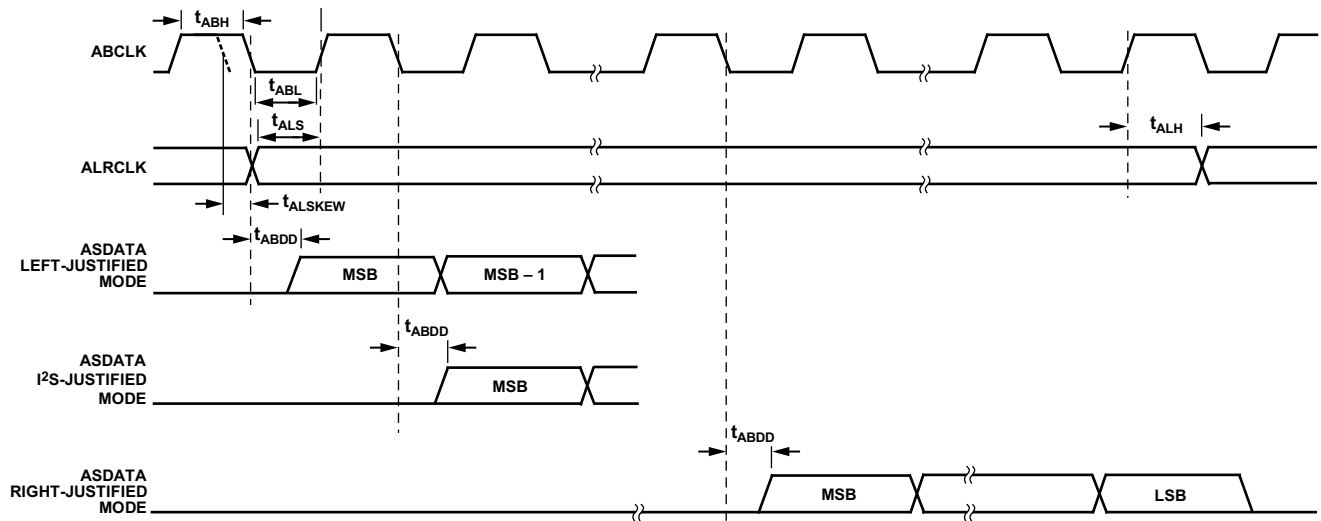 tABH
ABCLK
tABL
tALS
tALH
ALRCLK
tALSKEW
tABDD
ASDATA
LEFT-JUSTIFIED
MODE
MSB
MSB – 1
tABDD
ASDATA
I²S-JUSTIFIED
MODE
MSB
tABDD
ASDATA
RIGHT-JUSTIFIED
MODE
MSB
LSB